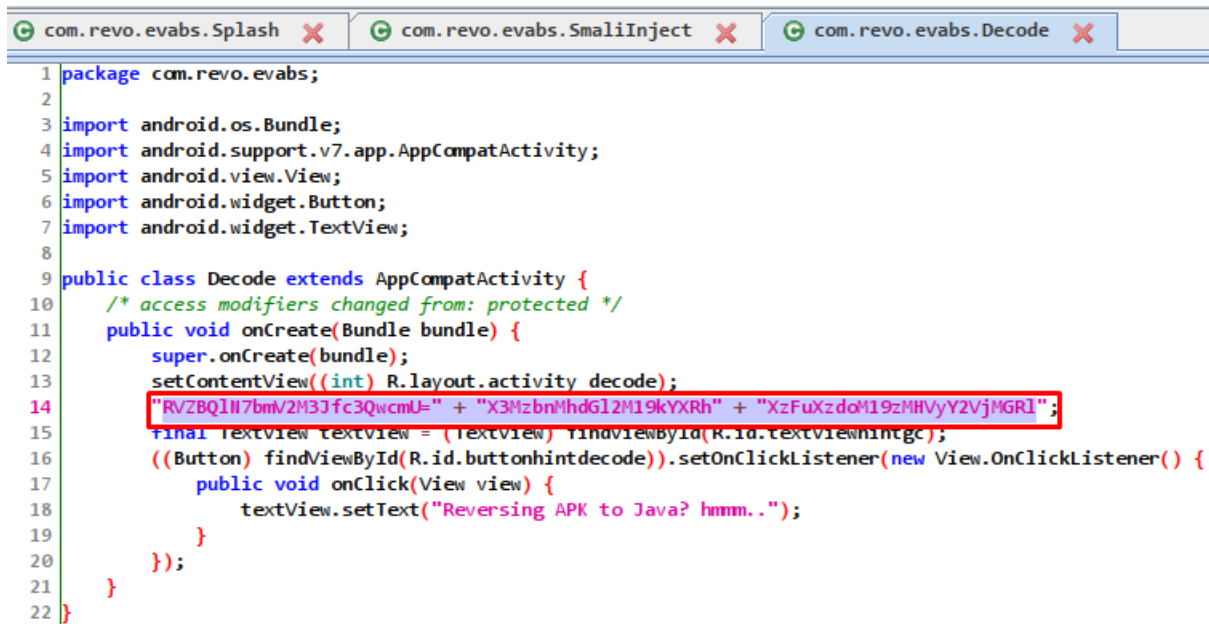 com.revo.evabs.Splash com.revo.evabs.SmaliInject com.revo.evabs.Decode
1 package com.revo.evabs;
2
3 import android.os.Bundle;
4 import android.support.v7.app.AppCompatActivity;
5 import android.view.View;
6 import android.widget.Button;
7 import android.widget.TextView;
8
9 public class Decode extends AppCompatActivity {
10 /* access modifiers changed from: protected */
11 public void onCreate(Bundle bundle) {
12 super.onCreate(bundle);
13 setContentView((int) R.layout.activity_decode);
14 "RVZBQlN7bmV2M3Jfc3QwcmU=" + "X3MzbnMhdGl2M19kYXRh" + "XzFuXzdoM19zMHVyY2VjMGRl";
15 final TextView textView = (TextView) findViewById(R.id.textViewhintgc);
16 ((Button) findViewById(R.id.buttonhintdecode)).setOnClickListener(new View.OnClickListener() {
17 public void onClick(View view) {
18 textView.setText("Reversing APK to Java? hmmm..");
19 }
20 });
21 }
22 }